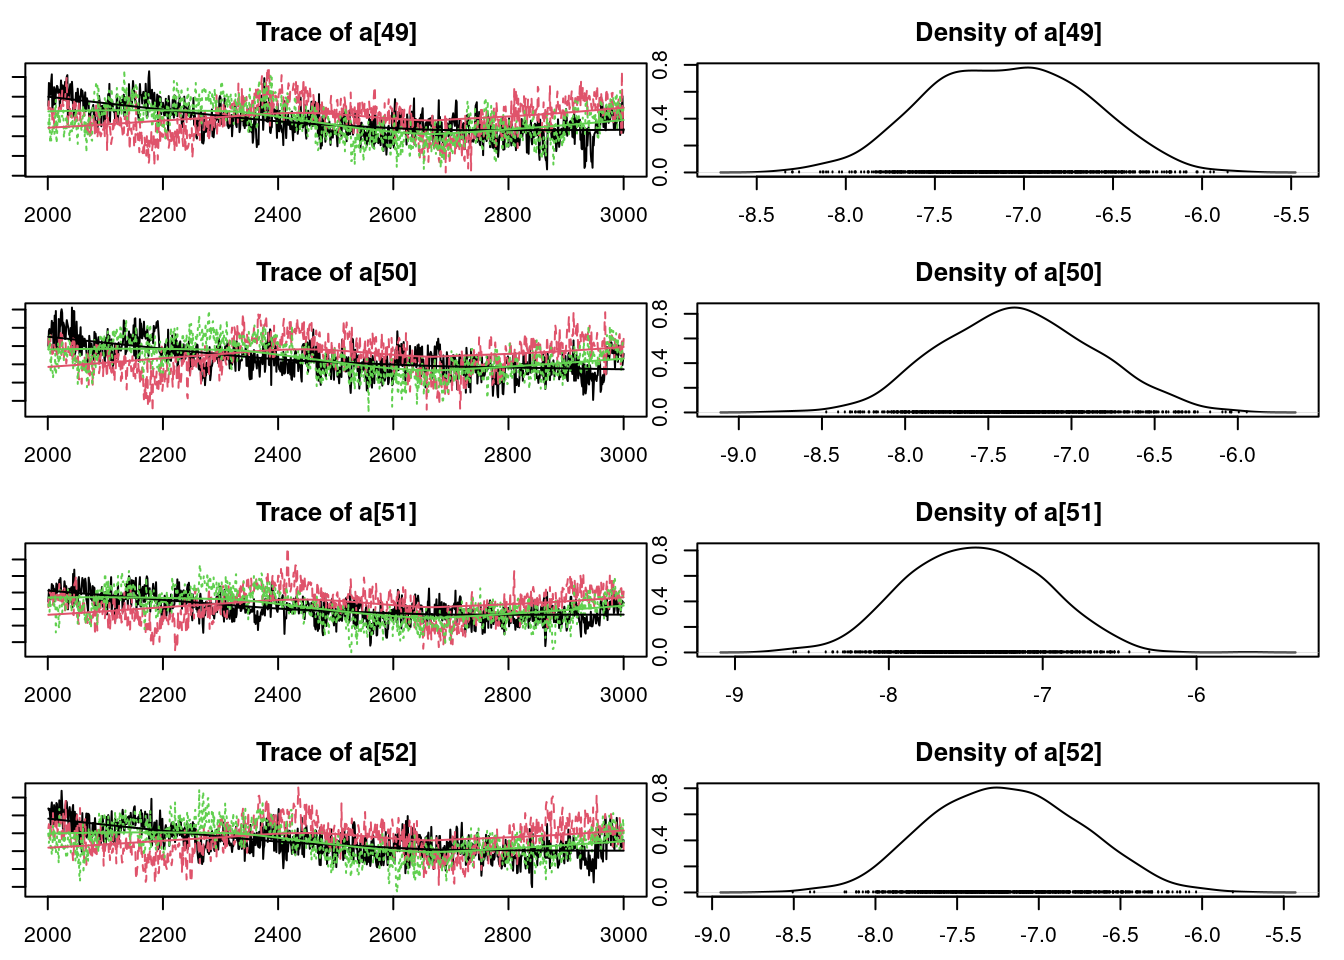 Trace of a[49]
Density of a[49]
0.0 0.4 0.8
2000 2200 2400 2600 2800 3000
-8.5 -8.0 -7.5 -7.0 -6.5 -6.0 -5.5
Trace of a[50]
Density of a[50]
0.0 0.4 0.8
2000 2200 2400 2600 2800 3000
-9.0 -8.5 -8.0 -7.5 -7.0 -6.5 -6.0
Trace of a[51]
Density of a[51]
0.0 0.4 0.8
2000 2200 2400 2600 2800 3000
-9 -8 -7 -6
Trace of a[52]
Density of a[52]
0.0 0.4 0.8
2000 2200 2400 2600 2800 3000
-9.0 -8.5 -8.0 -7.5 -7.0 -6.5 -6.0 -5.5